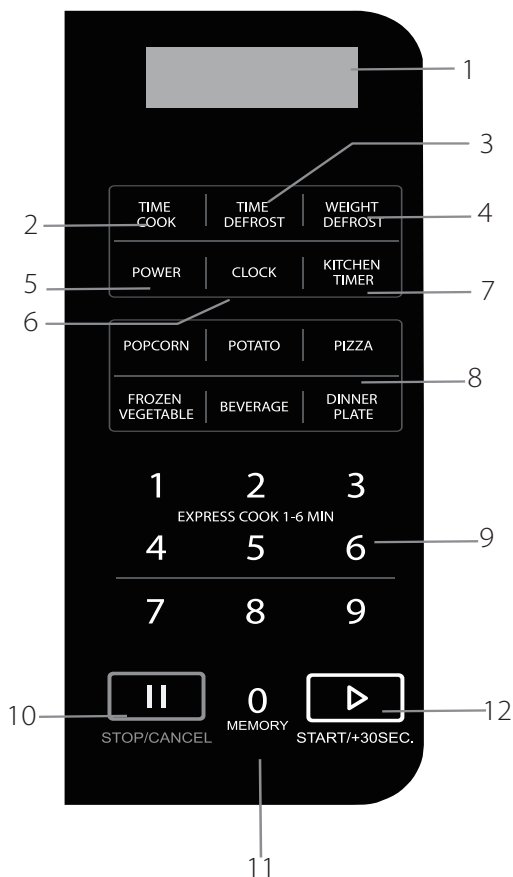 1
3
TIME TIME WEIGHT
2 COOK DEFROST DEFROST 4
POWER CLOCK KITCHEN
TIMER
5 7
6
POPCORN POTATO PIZZA
8
FROZEN BEVERAGE DINNER
VEGETABLE PLATE
1 2 3
EXPRESS COOK 1-6 MIN
4 5 6 9
7 8 9
10 0 12
MEMORY
STOP/CANCEL START/+30SEC.
11